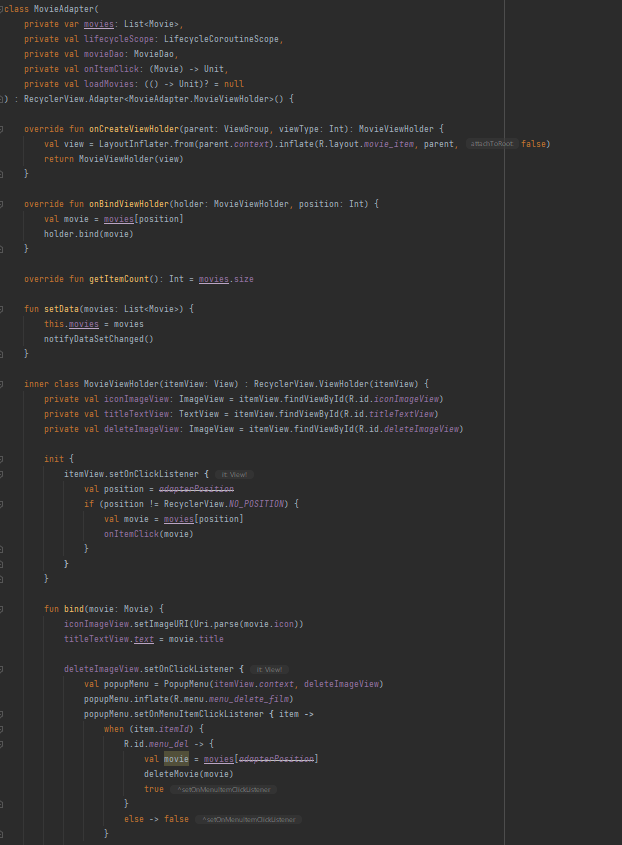 class MovieAdapter(
    private var movies: List<Movie>,
    private val lifecycleScope: LifecycleCoroutineScope,
    private val movieDao: MovieDao,
    private val onItemClick: (Movie) -> Unit,
    private val loadMovies: (() -> Unit)? = null
) : RecyclerView.Adapter<MovieAdapter.MovieViewHolder>() {
    override fun onCreateViewHolder(parent: ViewGroup, viewType: Int): MovieViewHolder {
        val view = LayoutInflater.from(parent.context).inflate(R.layout.movie_item, parent, attachToRoot: false)
        return MovieViewHolder(view)
    }
    override fun onBindViewHolder(holder: MovieViewHolder, position: Int) {
        val movie = movies[position]
        holder.bind(movie)
    }
    override fun getItemCount(): Int = movies.size
    fun setData(movies: List<Movie>) {
        this.movies = movies
        notifyDataSetChanged()
    }
    inner class MovieViewHolder(itemView: View) : RecyclerView.ViewHolder(itemView) {
        private val iconImageView: ImageView = itemView.findViewById(R.id.iconImageView)
        private val titleTextView: TextView = itemView.findViewById(R.id.titleTextView)
        private val deleteImageView: ImageView = itemView.findViewById(R.id.deleteImageView)
        init {
            itemView.setOnClickListener { it: View!
                val position = adapterPosition
                if (position != RecyclerView.NO_POSITION) {
                    val movie = movies[position]
                    onItemClick(movie)
                }
            }
        }
        fun bind(movie: Movie) {
            iconImageView.setImageURI(Uri.parse(movie.icon))
            titleTextView.text = movie.title
            deleteImageView.setOnClickListener { it: View!
                val popupMenu = PopupMenu(itemView.context, deleteImageView)
                popupMenu.inflate(R.menu.menu_delete_film)
                popupMenu.setOnMenuItemClickListener { item ->
                    when (item.itemId) {
                        R.id.menu_del -> {
                            val movie = movies[adapterPosition]
                            deleteMovie(movie)
                            true ^setOnMenuItemClickListener
                        }
                        else -> false ^setOnMenuItemClickListener
                    }